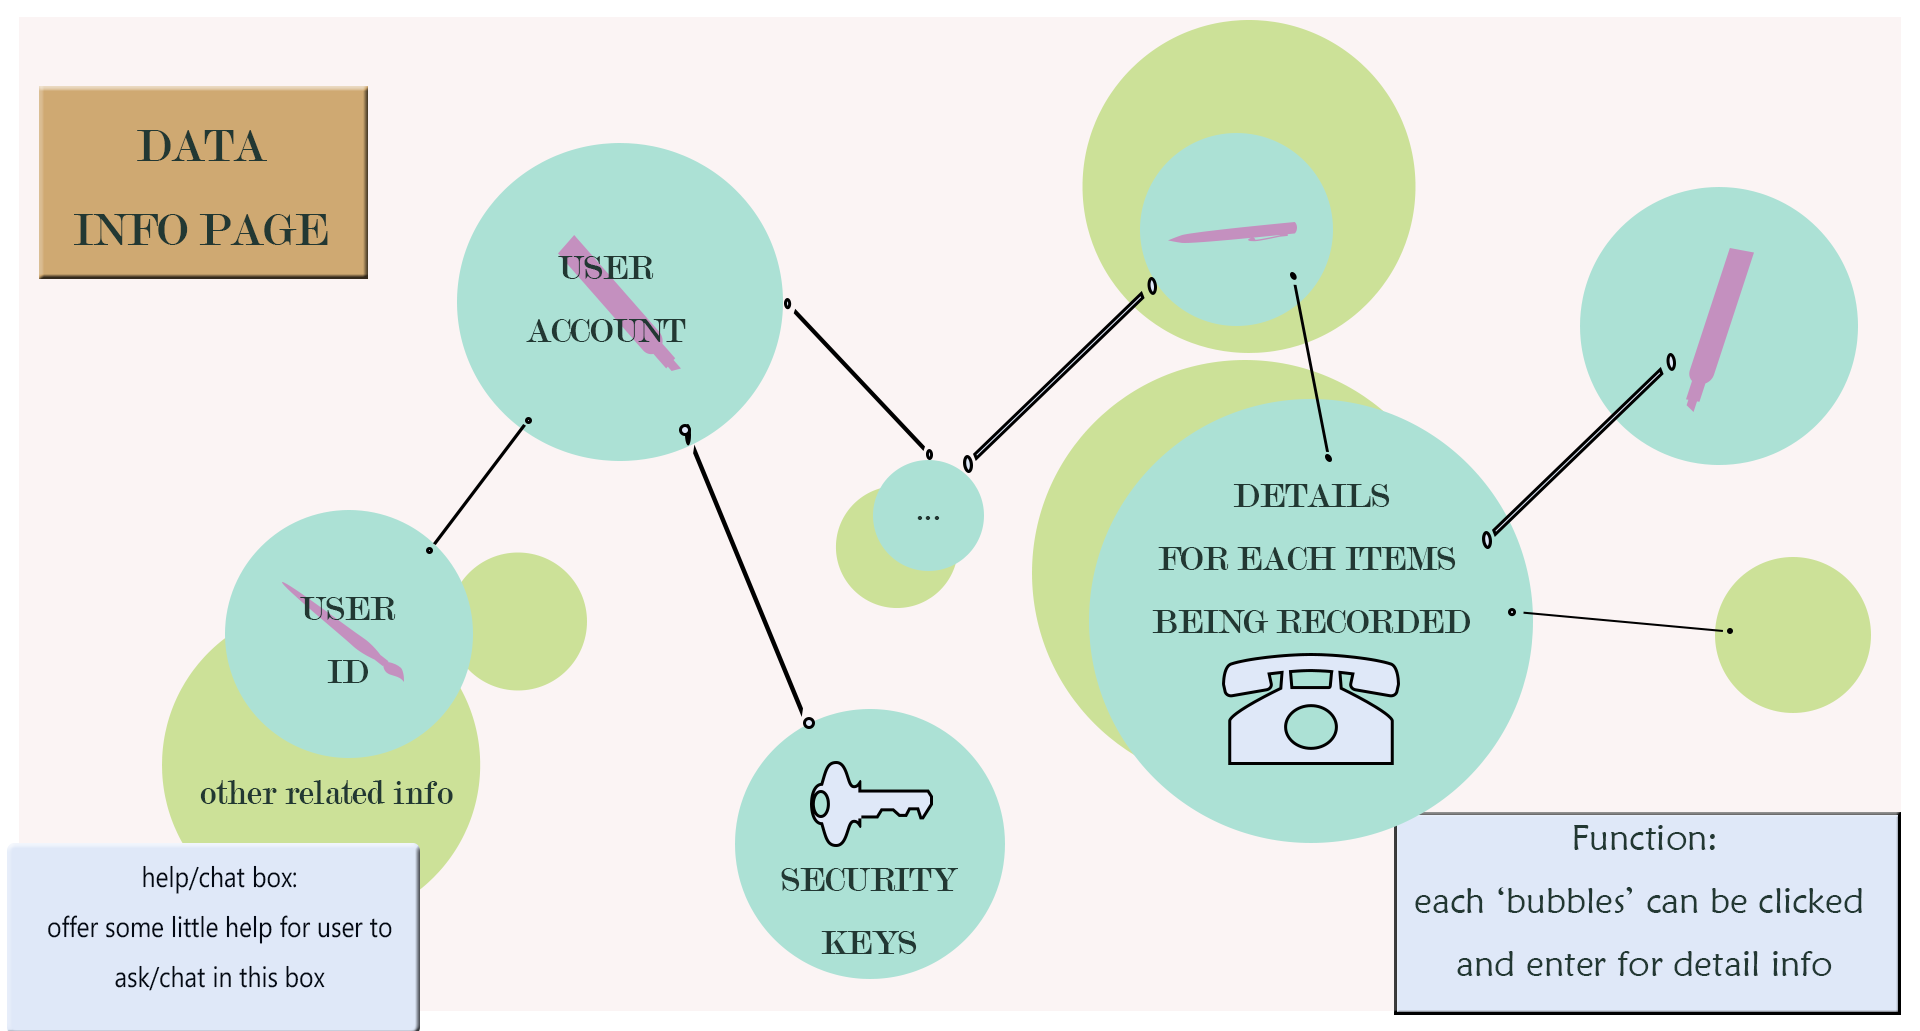 DATA
INFO PAGE
USER
ACCOUNT
USER
ID
other related info
help/chat box:
offer some little help for user to
ask/chat in this box
...
SECURITY
KEYS
DETAILS
FOR EACH ITEMS
BEING RECORDED
Function:
each ‘bubbles’ can be clicked
and enter for detail info